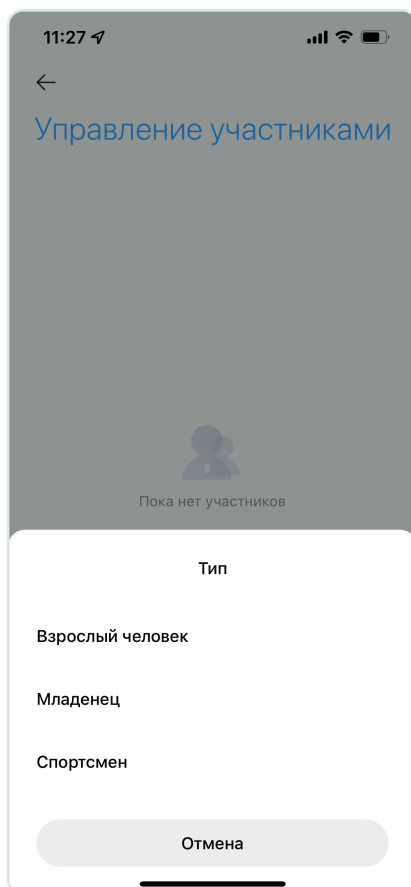 11:27
Управление участниками
Пока нет участников
Тип
Взрослый человек
Младенец
Спортсмен
Отмена